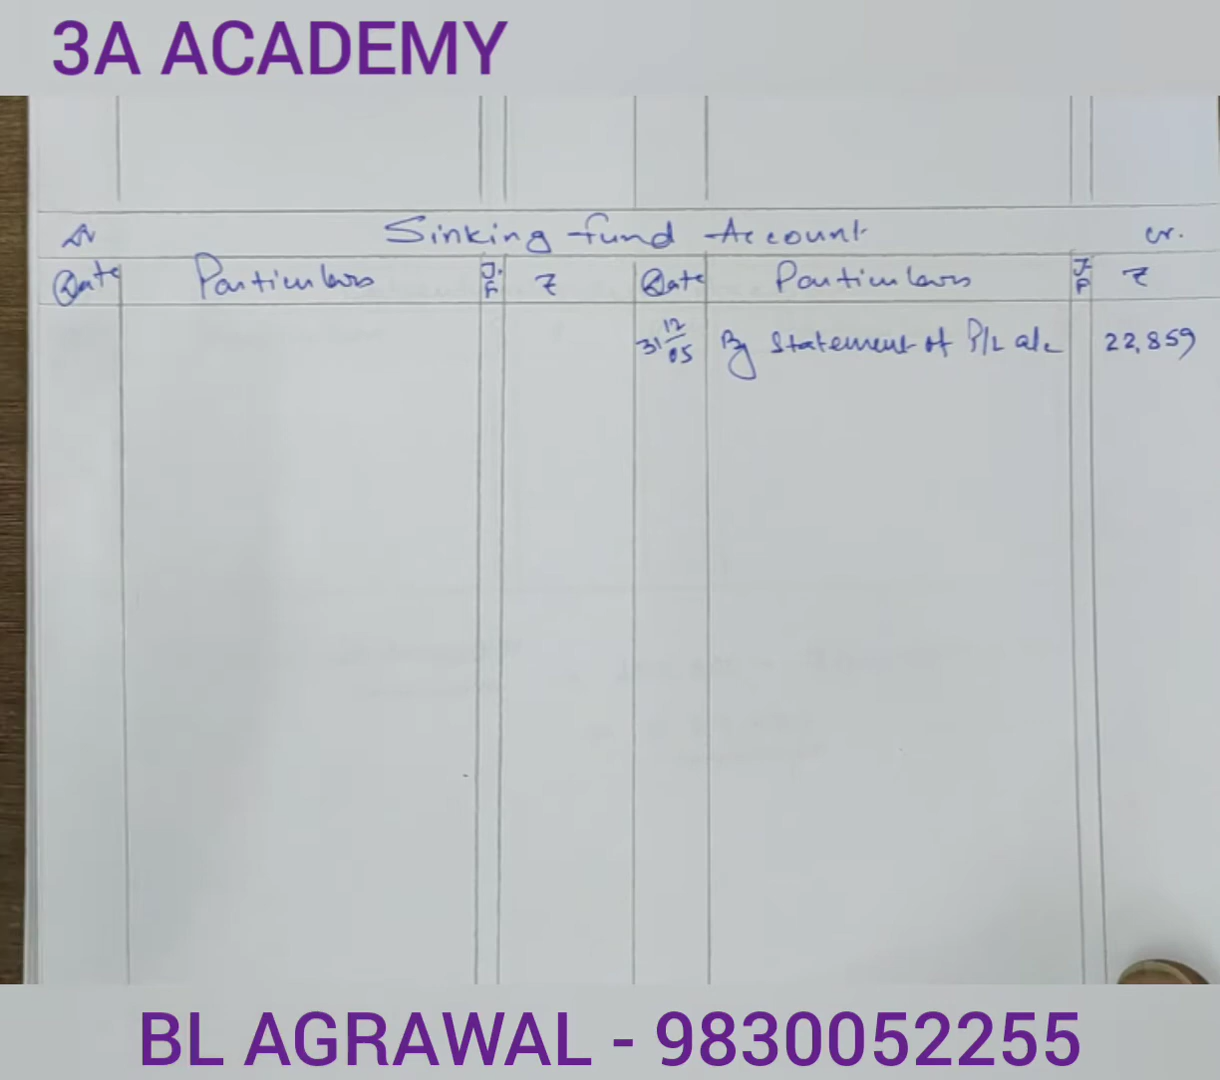 3A ACADEMY
Dr Sinking fund Account cr.
Date Particulars J.F ₹ Date Particulars J.F ₹
31 12/05 By Statement of P/L a/c 22,859
BL AGRAWAL - 9830052255